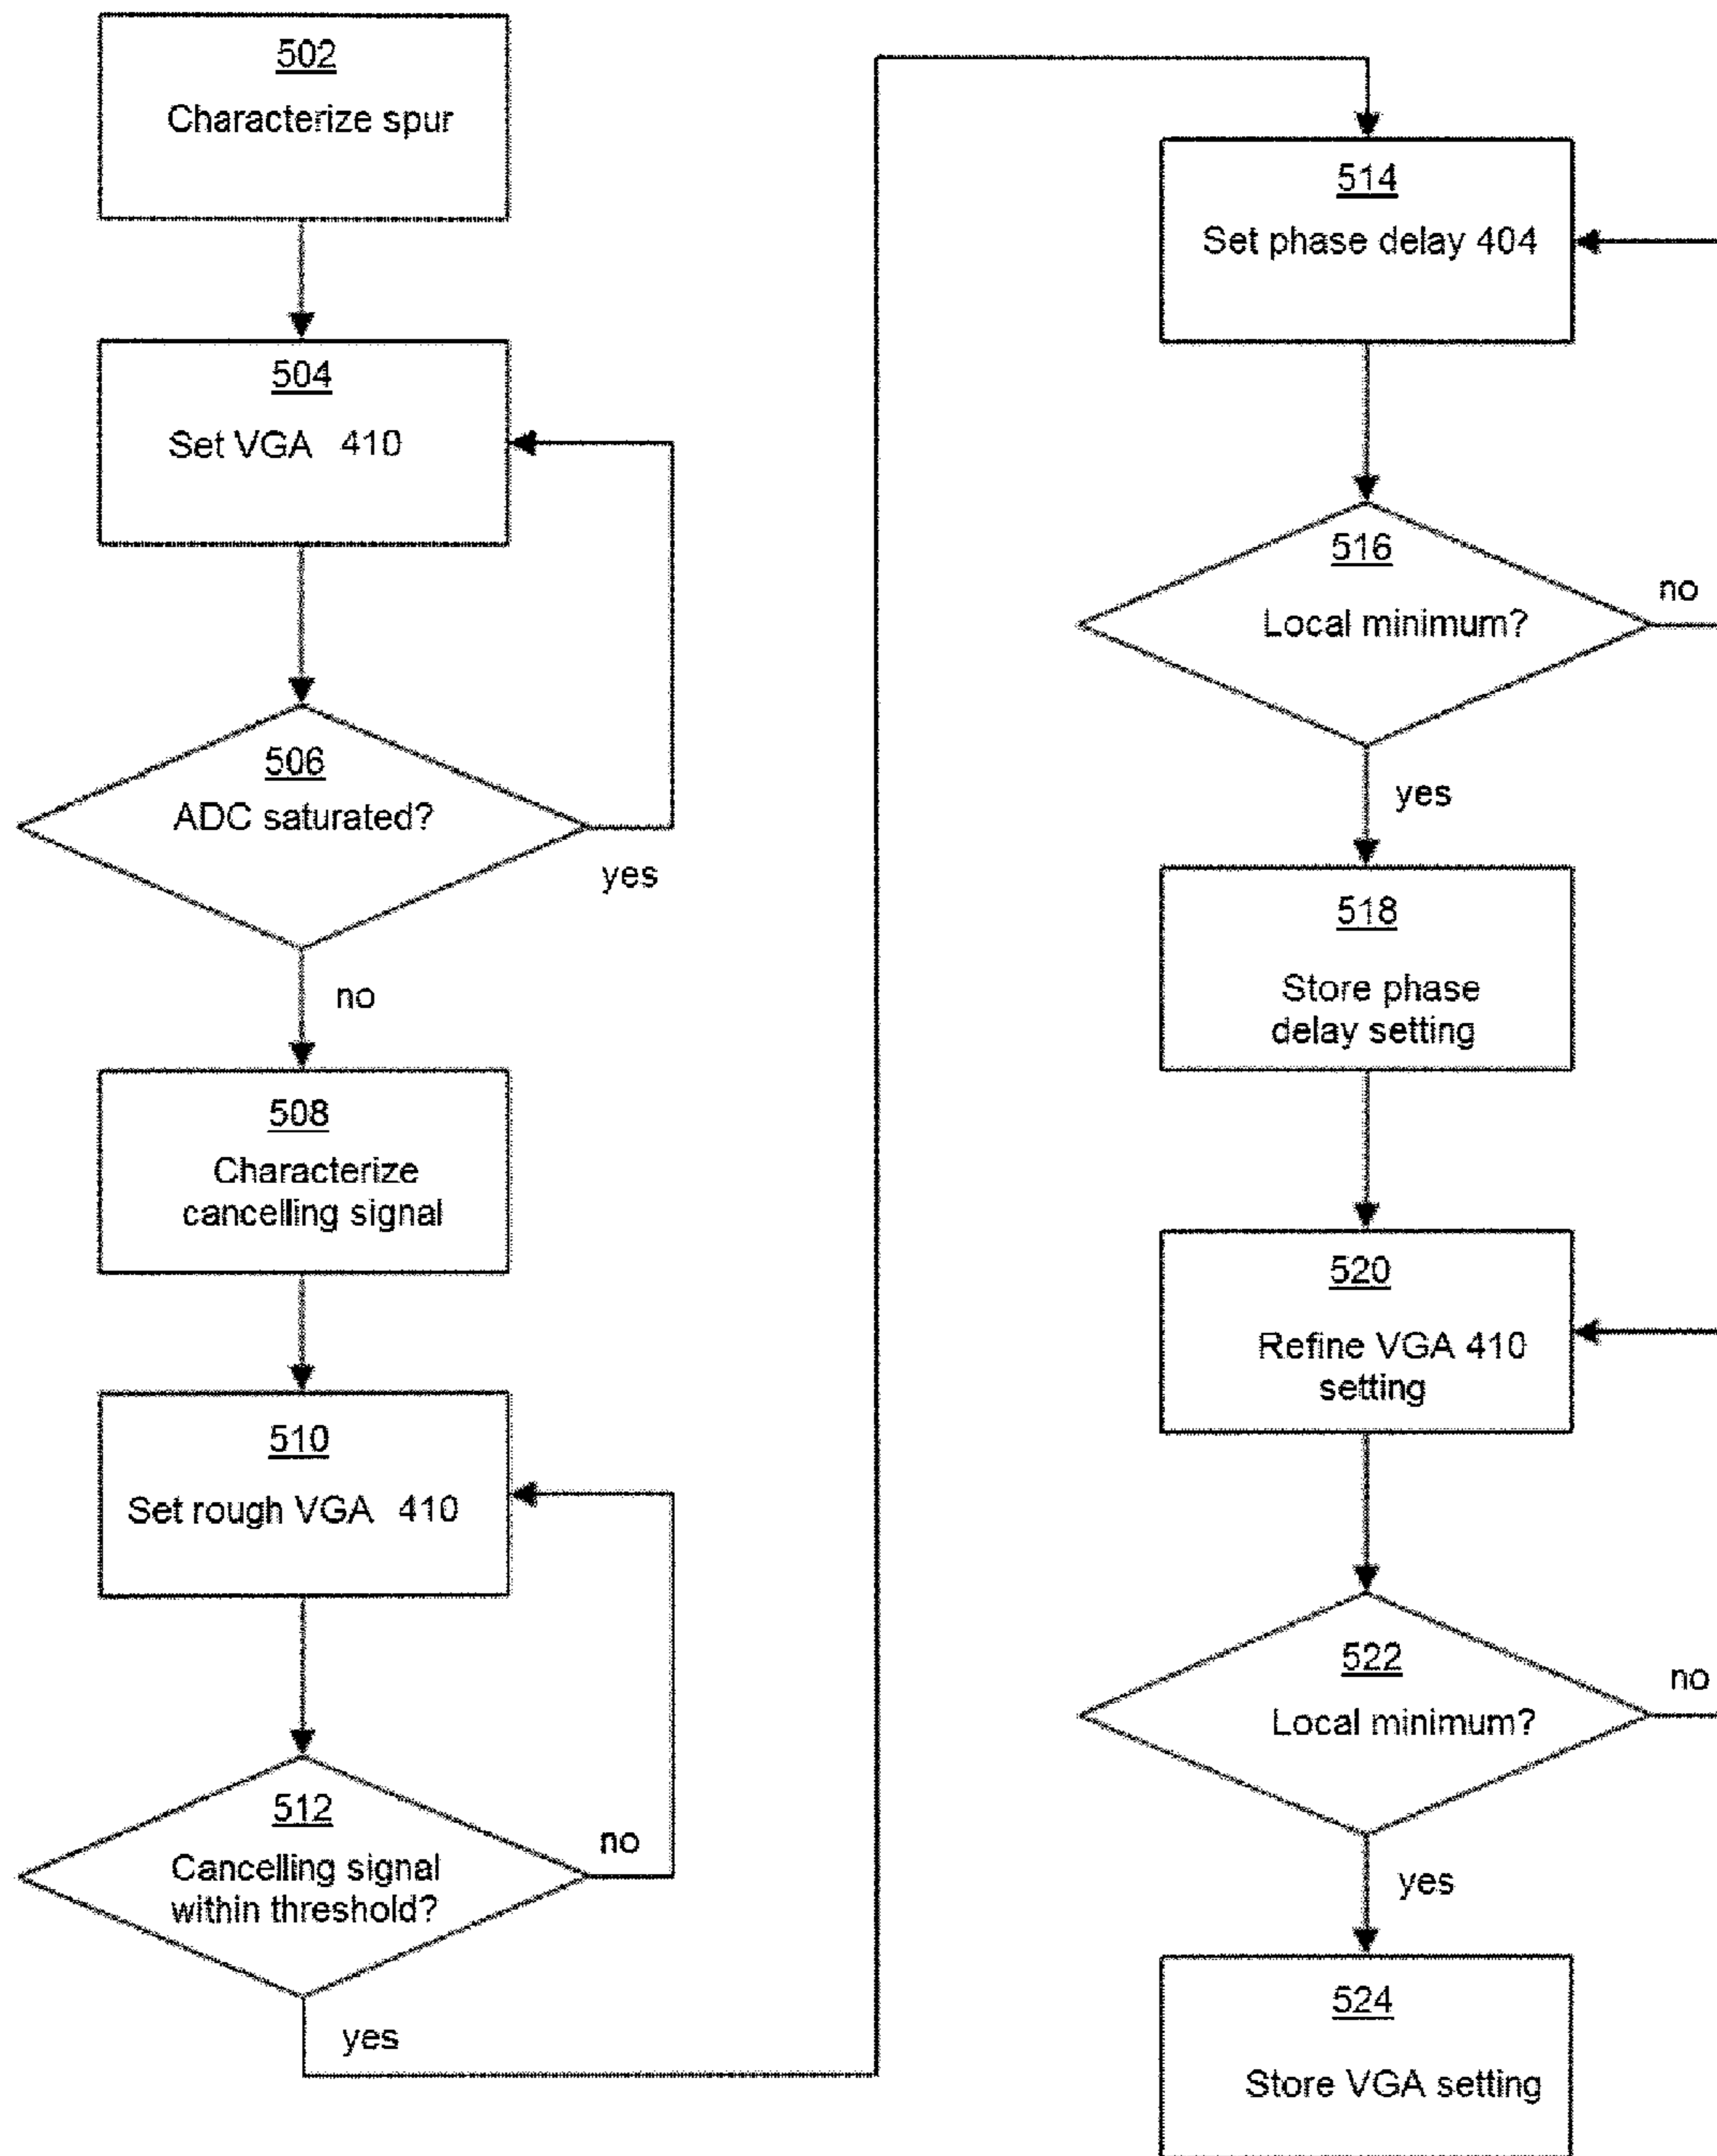 502
Characterize spur
504
Set VGA 410
506
ADC saturated?
yes
no
508
Characterize
cancelling signal
510
Set rough VGA 410
512
no
Cancelling signal
within threshold?
yes
514
Set phase delay 404
516
no
Local minimum?
yes
518
Store phase
delay setting
520
Refine VGA 410
setting
522
no
Local minimum?
yes
524
Store VGA setting